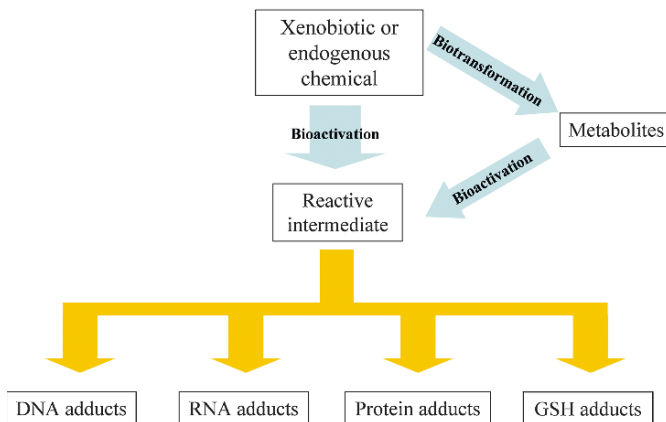 Xenobiotic or
endogenous
chemical
Biotransformation
Bioactivation
Metabolites
Bioactivation
Reactive
intermediate
DNA adducts
RNA adducts
Protein adducts
GSH adducts